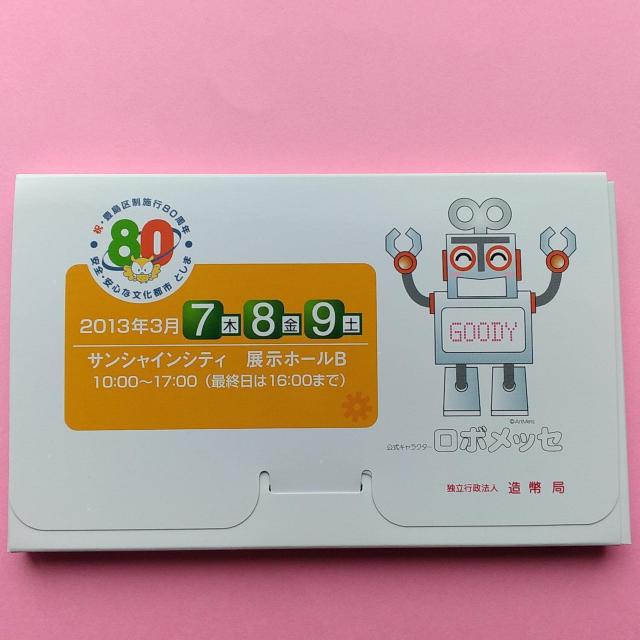 祝・豊島区制施行80周年
80
安全・安心な文化都市 としま
2013年3月 7木 8金 9土
サンシャインシティ 展示ホールB
10:00〜17:00（最終日は16:00まで）
GOODY
©ArtMens
公式キャラクター ロボメッセ
独立行政法人 造幣局